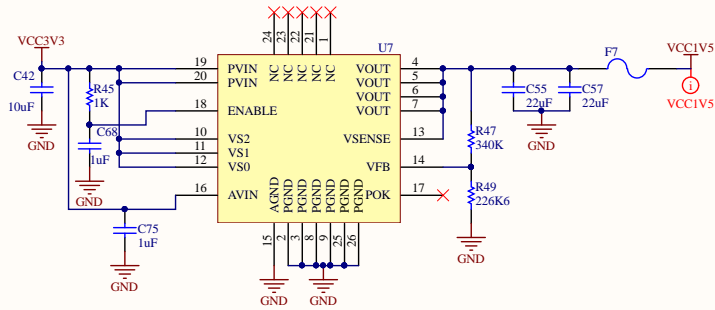 24
23
22
21
1
NC
NC
NC
NC
NC
U7
VCC3V3
C42
10uF
GND
R45
1K
C68
1uF
GND
C75
1uF
GND
19
20
18
10
11
12
16
PVIN
PVIN
ENABLE
VS2
VS1
VS0
AVIN
VOUT
VOUT
VOUT
VOUT
VSENSE
VFB
POK
4
5
6
7
13
14
17
AGND
PGND
PGND
PGND
PGND
PGND
PGND
15
2
3
8
9
25
26
GND
GND
R47
340K
R49
226K6
GND
C55
22uF
C57
22uF
GND
F7
VCC1V5
i
VCC1V5